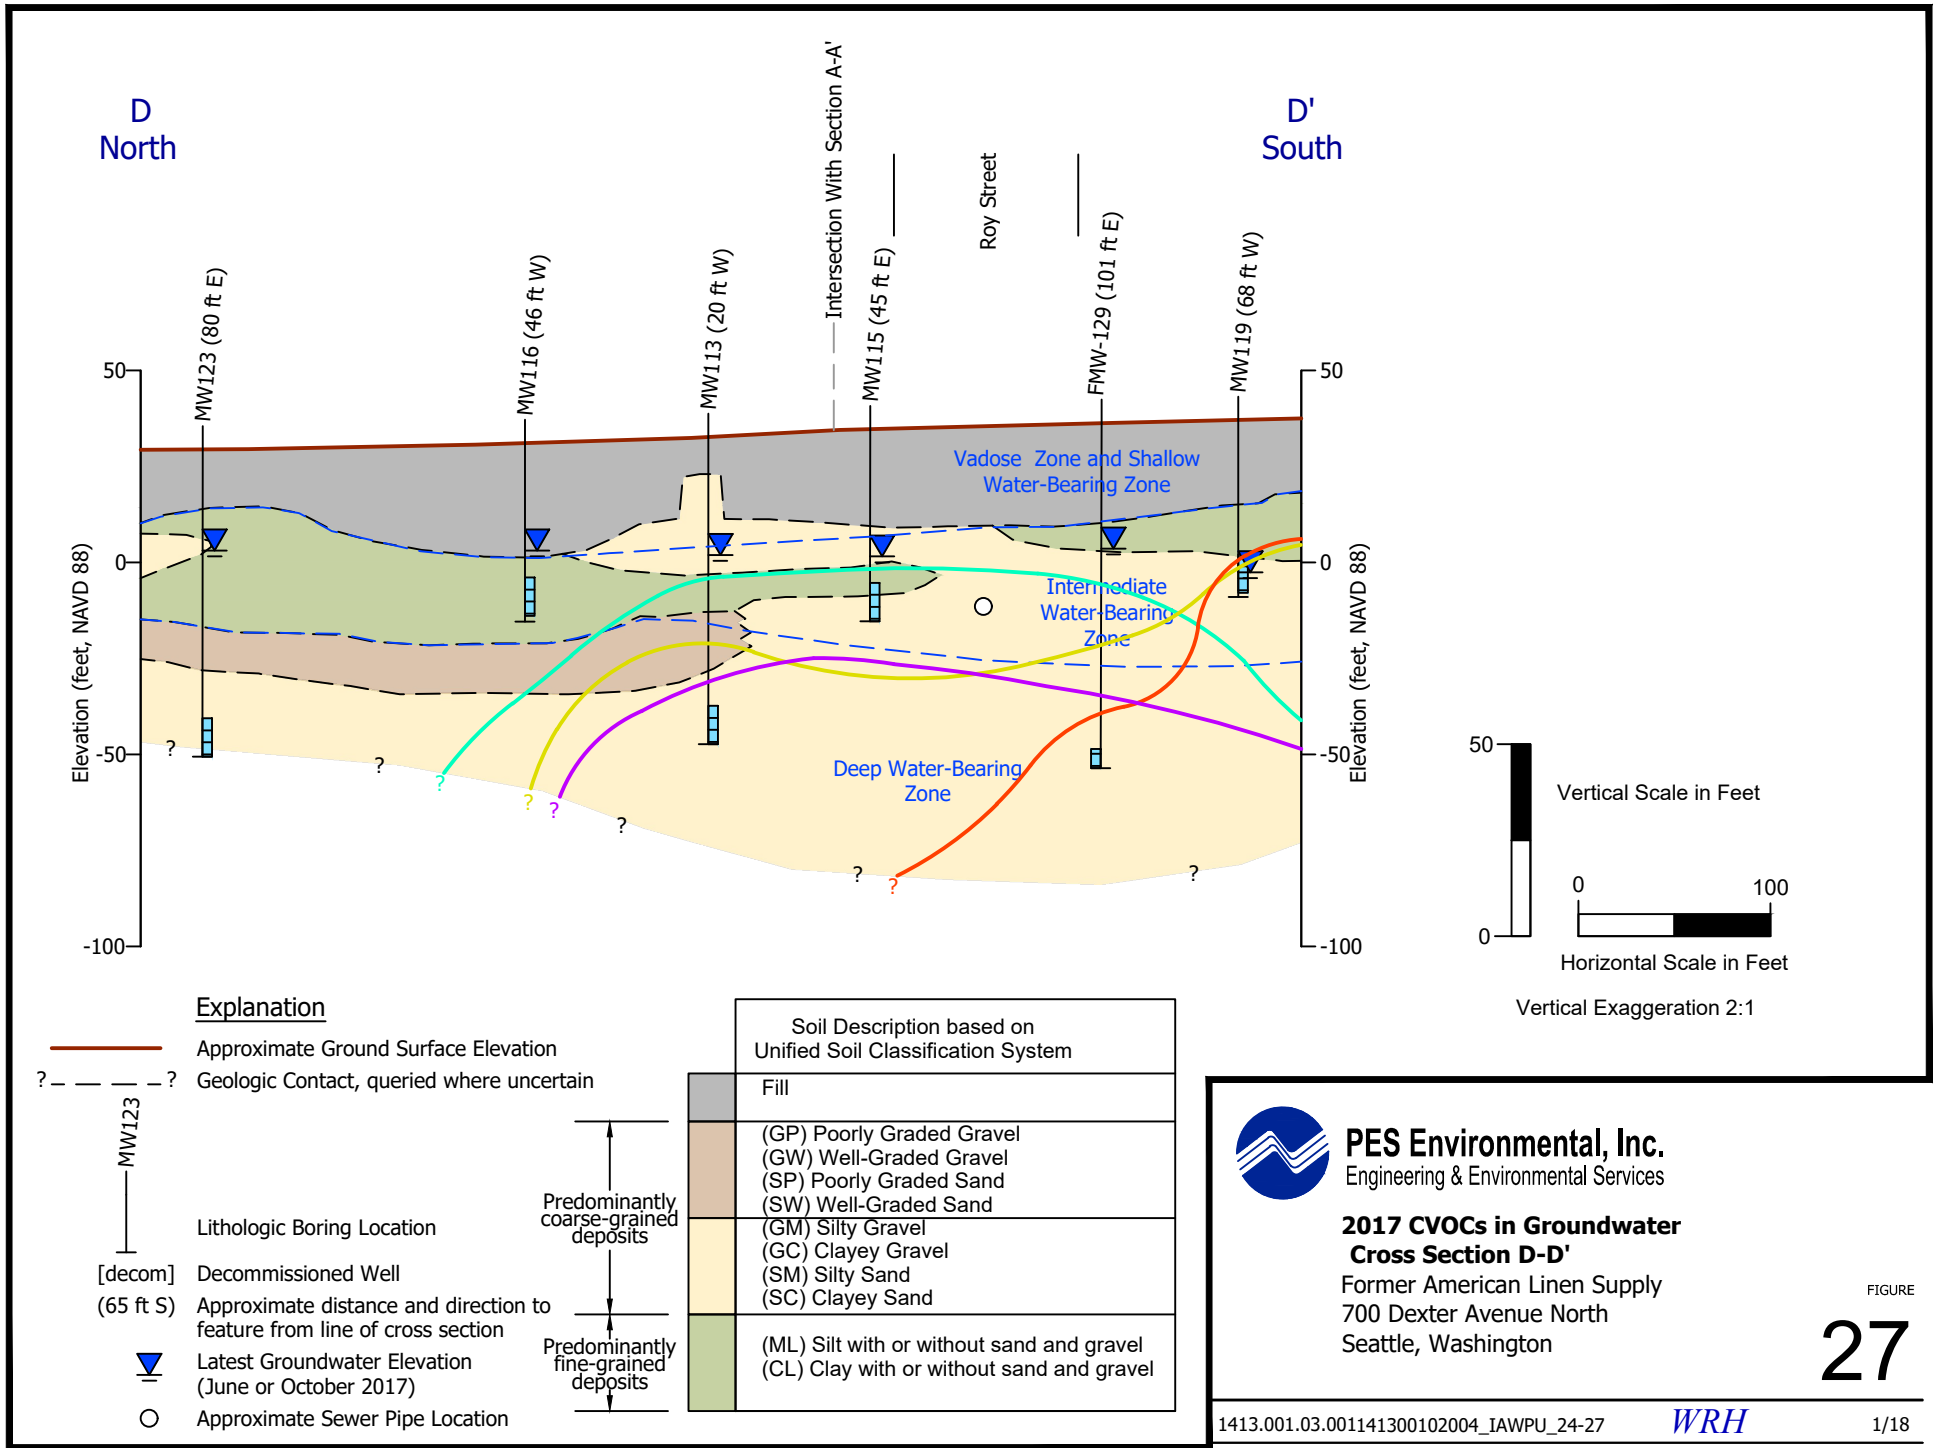 D
North
D'
South
Intersection With Section A-A'
Roy Street
MW123 (80 ft E)
MW116 (46 ft W)
MW113 (20 ft W)
MW115 (45 ft E)
FMW-129 (101 ft E)
MW119 (68 ft W)
50
0
-50
-100
Elevation (feet, NAVD 88)
50
0
-50
-100
Elevation (feet, NAVD 88)
Vadose Zone and Shallow
Water-Bearing Zone
Intermediate
Water-Bearing
Zone
Deep Water-Bearing
Zone
?
?
?
?
?
?
?
?
?
?
50
0
Vertical Scale in Feet
0
100
Horizontal Scale in Feet
Vertical Exaggeration 2:1
Explanation
Approximate Ground Surface Elevation
? ? Geologic Contact, queried where uncertain
MW123
Lithologic Boring Location
[decom] Decommissioned Well
(65 ft S) Approximate distance and direction to
feature from line of cross section
Latest Groundwater Elevation
(June or October 2017)
Approximate Sewer Pipe Location
Soil Description based on
Unified Soil Classification System
Fill
(GP) Poorly Graded Gravel
(GW) Well-Graded Gravel
(SP) Poorly Graded Sand
(SW) Well-Graded Sand
(GM) Silty Gravel
(GC) Clayey Gravel
(SM) Silty Sand
(SC) Clayey Sand
(ML) Silt with or without sand and gravel
(CL) Clay with or without sand and gravel
Predominantly
coarse-grained
deposits
Predominantly
fine-grained
deposits
PES Environmental, Inc.
Engineering & Environmental Services
2017 CVOCs in Groundwater
Cross Section D-D'
Former American Linen Supply
700 Dexter Avenue North
Seattle, Washington
FIGURE
27
1413.001.03.001141300102004_IAWPU_24-27
WRH
1/18